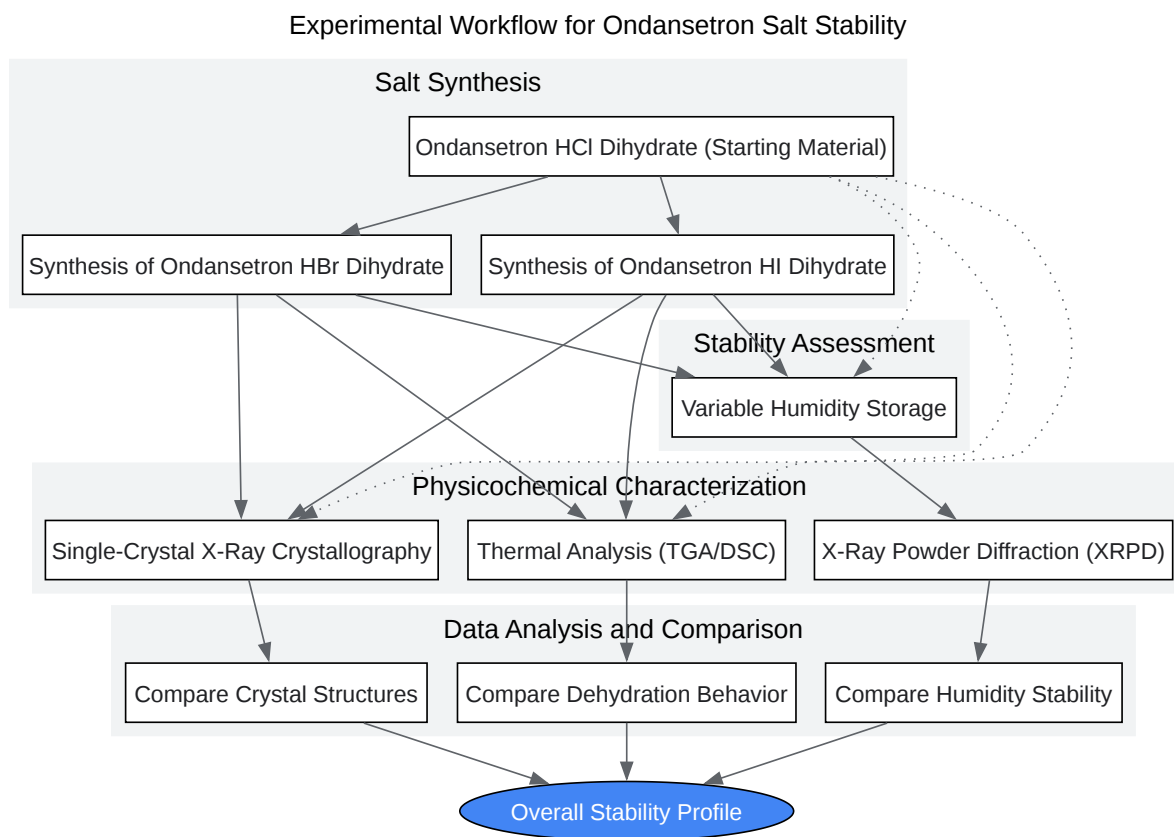 Experimental Workflow for Ondansetron Salt Stability
Salt Synthesis
Ondansetron HCl Dihydrate (Starting Material)
Synthesis of Ondansetron HBr Dihydrate
Synthesis of Ondansetron HI Dihydrate
Stability Assessment
Variable Humidity Storage
Physicochemical Characterization
Single-Crystal X-Ray Crystallography
Thermal Analysis (TGA/DSC)
X-Ray Powder Diffraction (XRPD)
Data Analysis and Comparison
Compare Crystal Structures
Compare Dehydration Behavior
Compare Humidity Stability
Overall Stability Profile